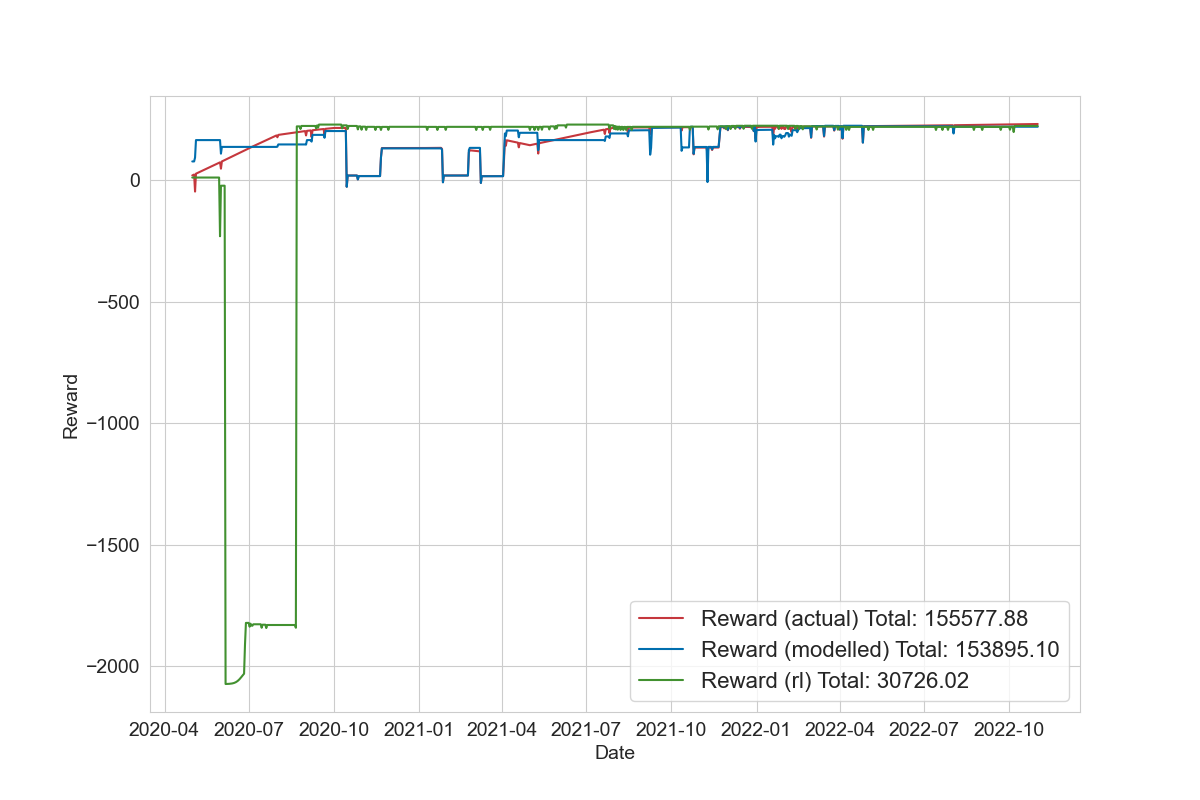 0
−500
−1000
−1500
−2000
Reward
Reward (actual) Total: 155577.88
Reward (modelled) Total: 153895.10
Reward (rl) Total: 30726.02
2020-04 2020-07 2020-10 2021-01 2021-04 2021-07 2021-10 2022-01 2022-04 2022-07 2022-10
Date